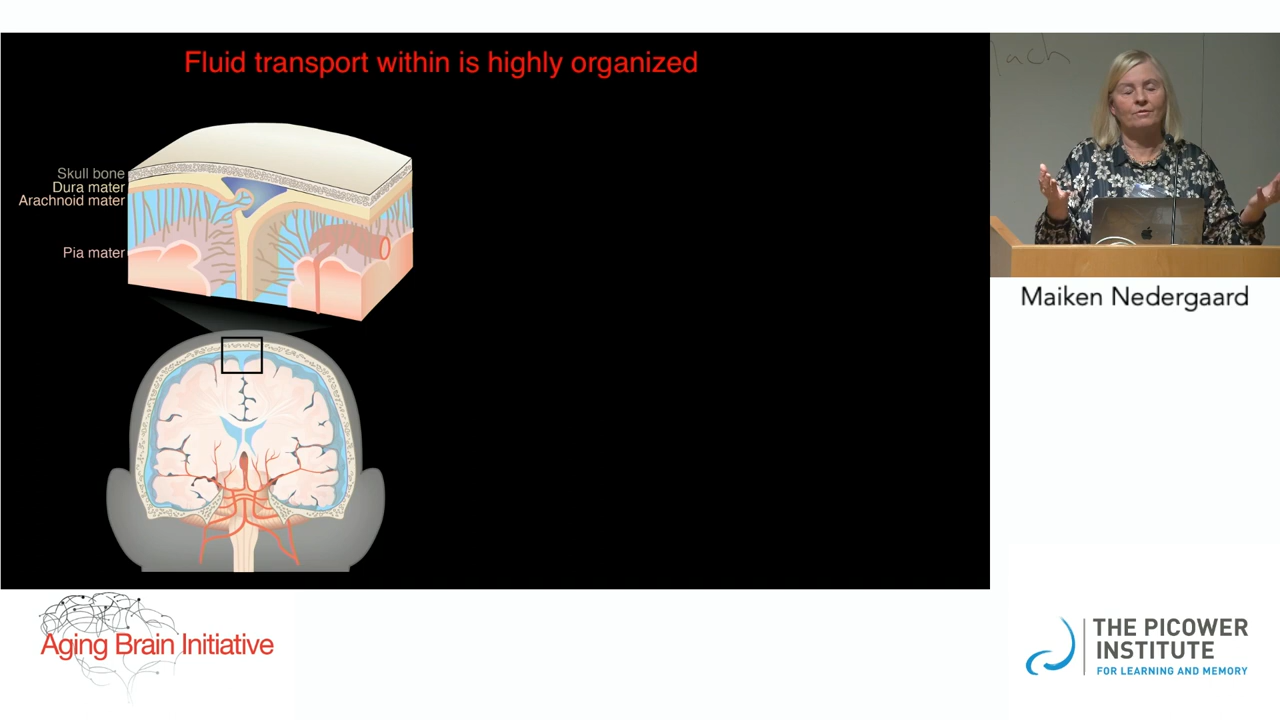 Fluid transport within is highly organized
Skull bone
Dura mater
Arachnoid mater
Pia mater
Maiken Nedergaard
Aging Brain Initiative
THE PICOWER
INSTITUTE
FOR LEARNING AND MEMORY